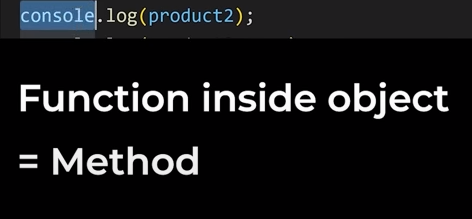 console.log(product2);
Function inside object
= Method